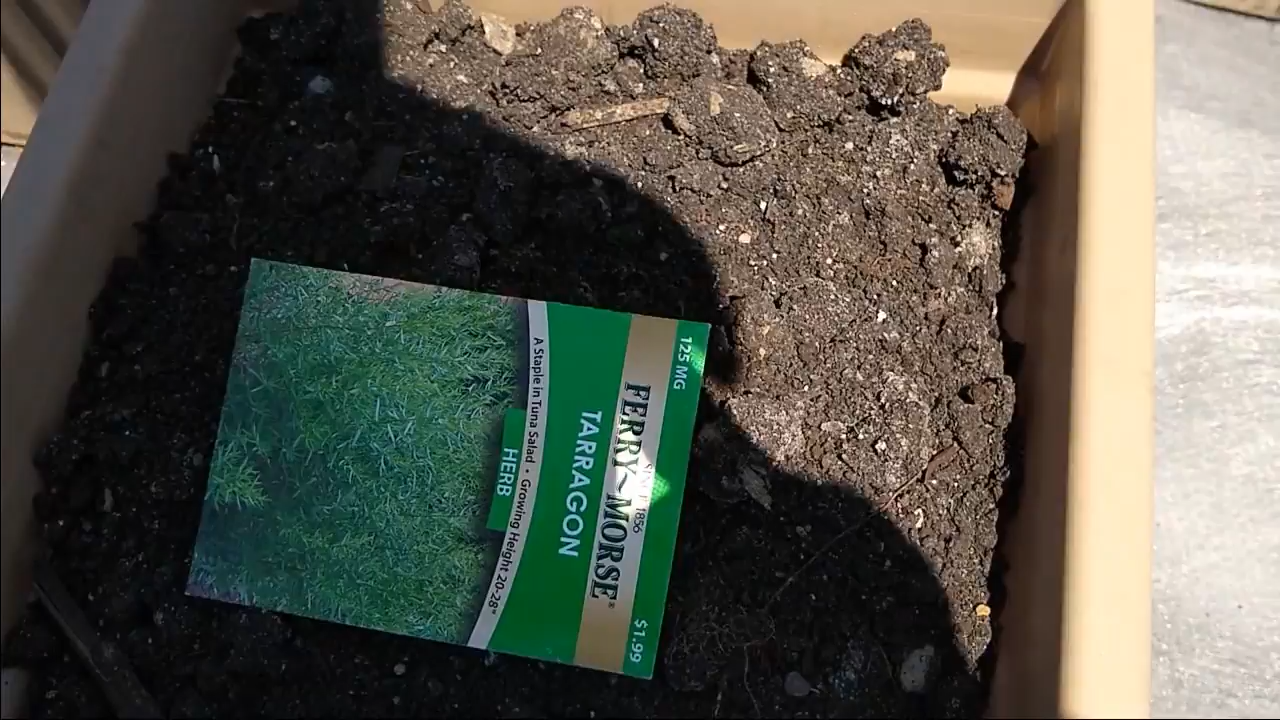 125 MG
$1.99
FERRY~MORSE®
SINCE 1856
TARRAGON
HERB
A Staple in Tuna Salad • Growing Height 20-28"